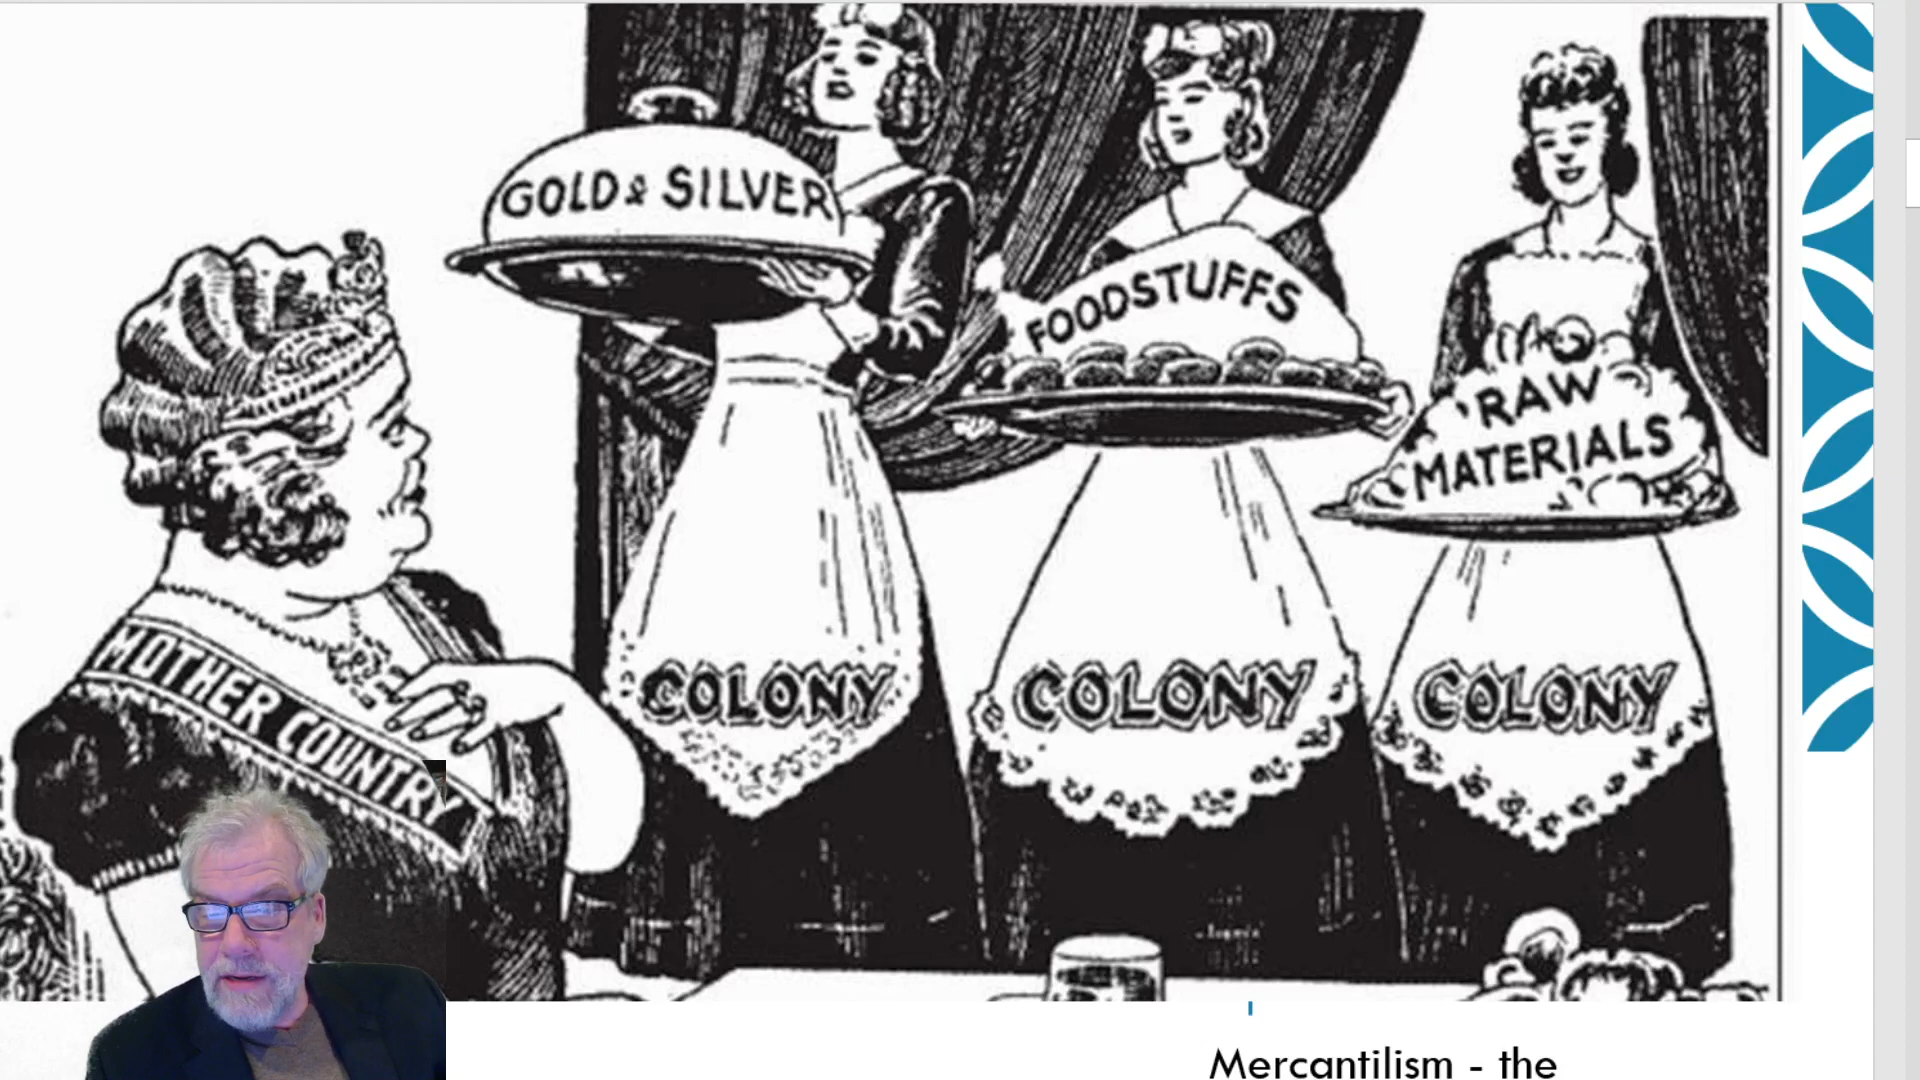 GOLD & SILVER
FOODSTUFFS
RAW
MATERIALS
MOTHER COUNTRY
COLONY
COLONY
COLONY
Mercantilism - the